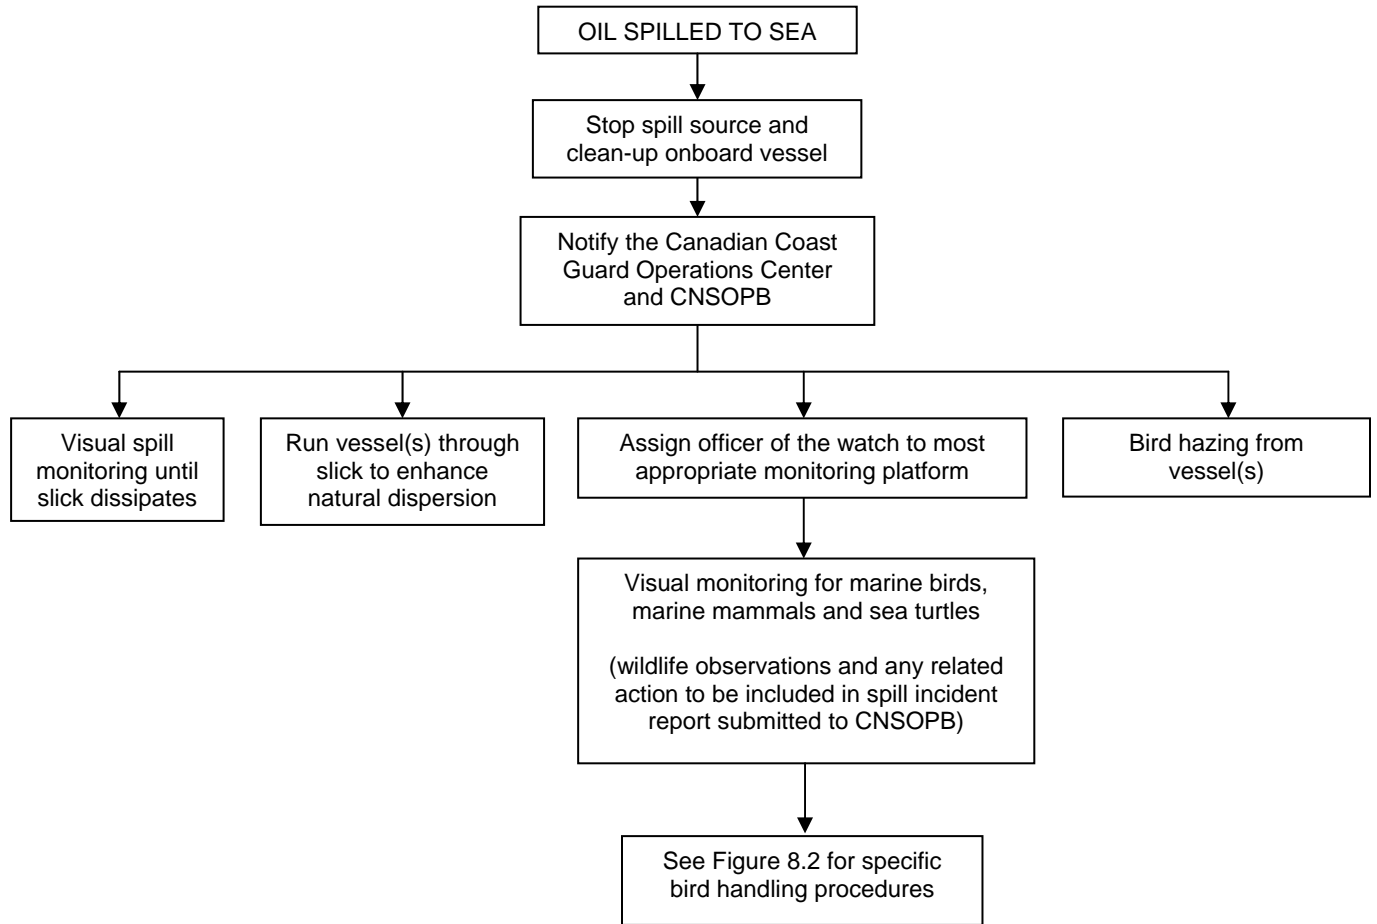 OIL SPILLED TO SEA
Stop spill source and
clean-up onboard vessel
Notify the Canadian Coast
Guard Operations Center
and CNSOPB
Visual spill
monitoring until
slick dissipates
Run vessel(s) through
slick to enhance
natural dispersion
Assign officer of the watch to most
appropriate monitoring platform
Bird hazing from
vessel(s)
Visual monitoring for marine birds,
marine mammals and sea turtles
(wildlife observations and any related
action to be included in spill incident
report submitted to CNSOPB)
See Figure 8.2 for specific
bird handling procedures